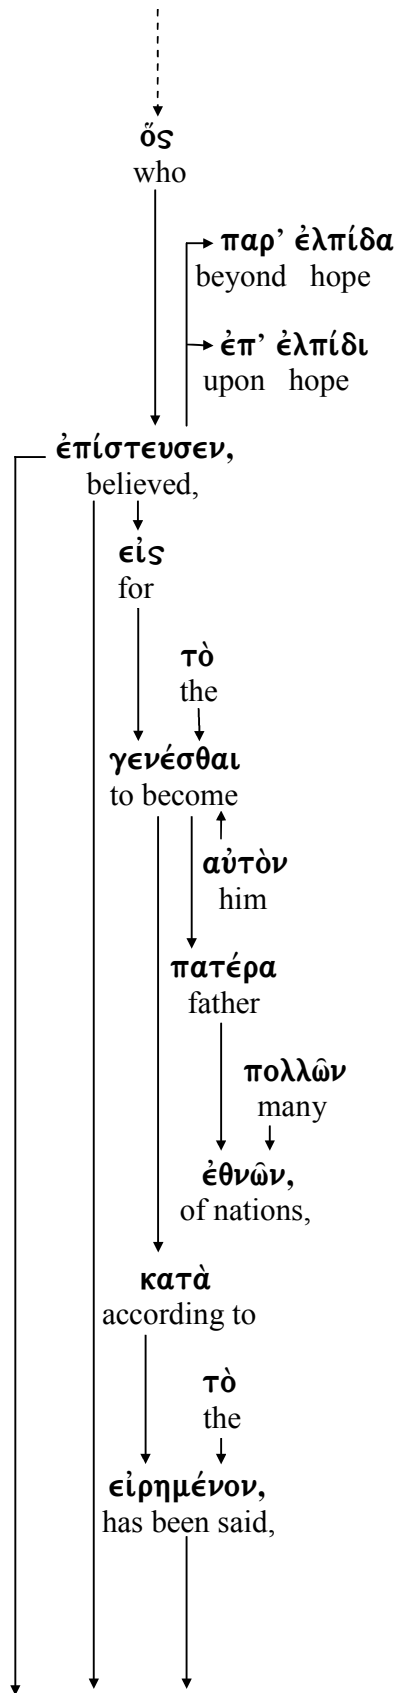 ὅς
who
παρ’ ἐλπίδα
beyond hope
ἐπ’ ἐλπίδι
upon hope
ἐπίστευσεν,
believed,
εἰς
for
τὸ
the
γενέσθαι
to become
αὐτὸν
him
πατέρα
father
πολλῶν
many
ἐθνῶν,
of nations,
κατὰ
according to
τὸ
the
εἰρημένον,
has been said,